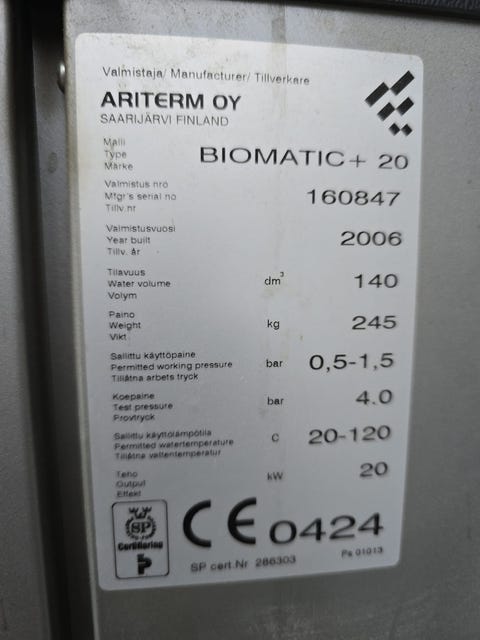 Valmistaja/ Manufacturer/ Tillverkare
ARITERM OY
SAARIJÄRVI FINLAND
Malli
Type
Märke
BIOMATIC+ 20
Valmistus nro
Mfgr's serial no
Tillv.nr
160847
Valmistusvuosi
Year built
Tillv. år
2006
Tilavuus
Water volume
Volym
dm³
140
Paino
Weight
Vikt
kg
245
Sallittu käyttöpaine
Permitted working pressure
Tillåtna arbets tryck
bar
0,5-1,5
Koepaine
Test pressure
Provtryck
bar
4.0
Sallittu käyttölämpötila
Permitted watertemperature
Tillåtna vattentemperatur
C
20-120
Teho
Output
Effekt
kW
20
SP
Certifiering
P
CE 0424
SP cert.Nr 286303
Pa 01013